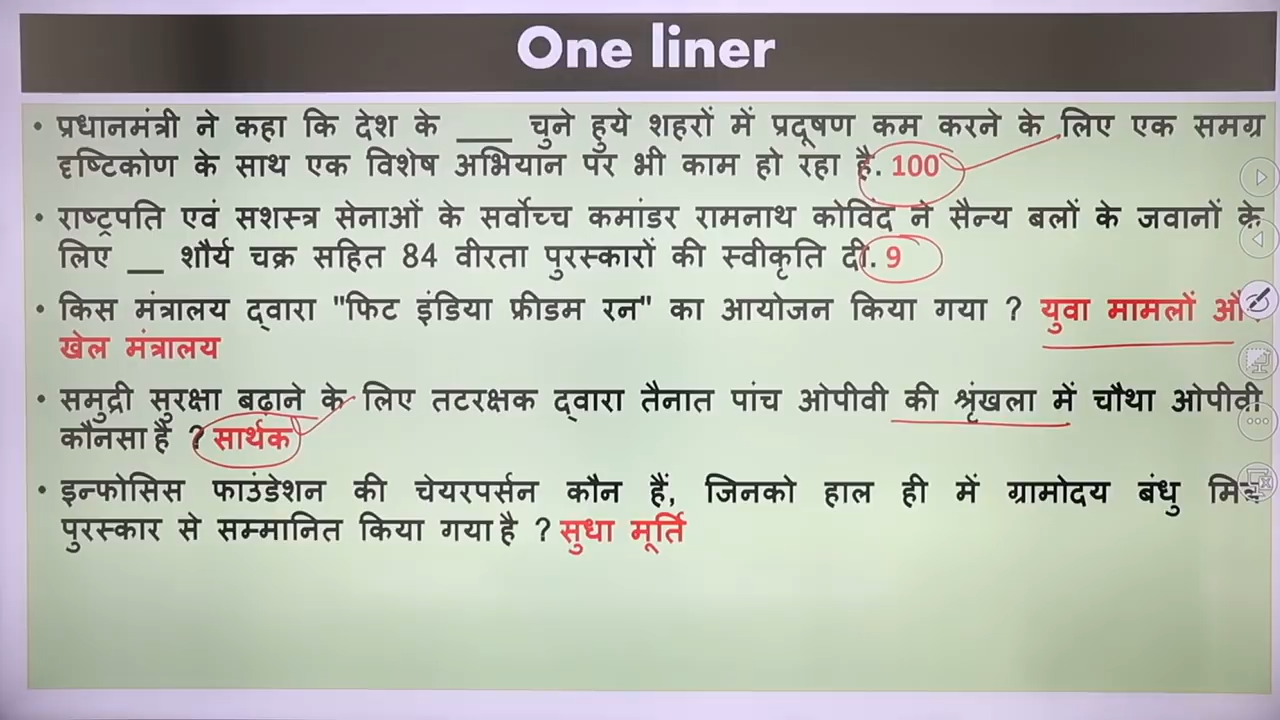 One liner
• प्रधानमंत्री ने कहा कि देश के ____ चुने हुये शहरों में प्रदूषण कम करने के लिए एक समग्र
दृष्टिकोण के साथ एक विशेष अभियान पर भी काम हो रहा है. 100
• राष्ट्रपति एवं सशस्त्र सेनाओं के सर्वोच्च कमांडर रामनाथ कोविंद ने सैन्य बलों के जवानों के
लिए ___ शौर्य चक्र सहित 84 वीरता पुरस्कारों की स्वीकृति दी. 9
• किस मंत्रालय द्वारा "फिट इंडिया फ्रीडम रन" का आयोजन किया गया ? युवा मामलों
खेल मंत्रालय
• समुद्री सुरक्षा बढ़ाने के लिए तटरक्षक द्वारा तैनात पांच ओपीवी की श्रृंखला में चौथा ओपीवी
कौनसा है ? सार्थक
• इन्फोसिस फाउंडेशन की चेयरपर्सन कौन हैं, जिनको हाल ही में ग्रामोदय बंधु
पुरस्कार से सम्मानित किया गया है ? सुधा मूर्ति